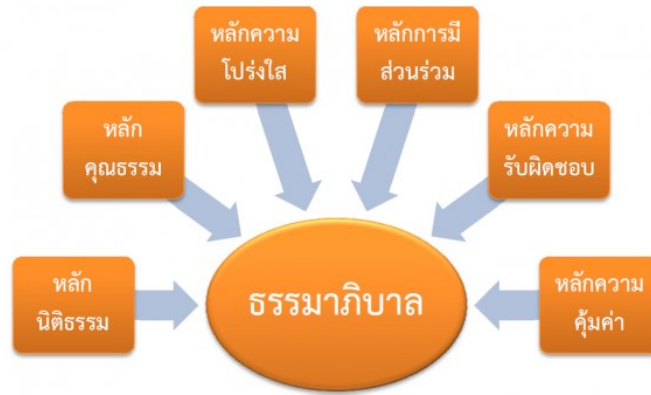 หลักความ
โปร่งใส
หลักการมี
ส่วนร่วม
หลัก
คุณธรรม
หลักความ
รับผิดชอบ
หลัก
นิติธรรม
ธรรมาภิบาล
หลักความ
คุ้มค่า